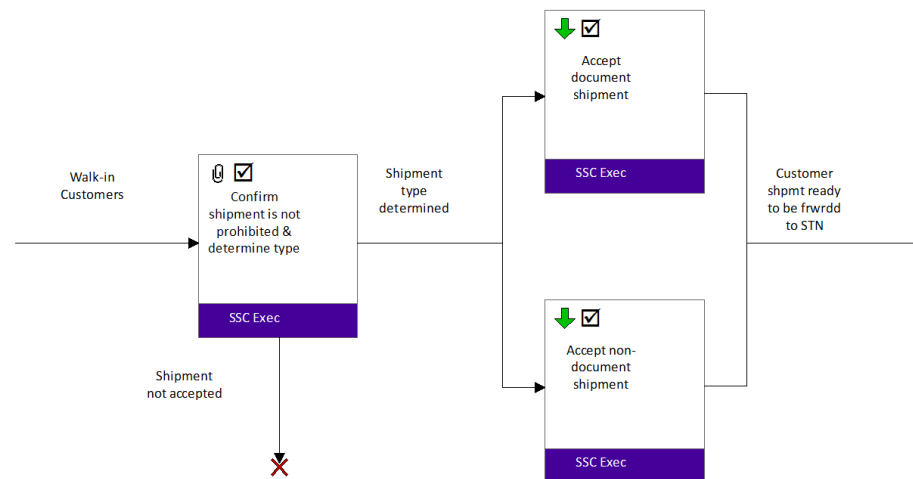 Walk-in
Customers
Confirm
shipment is not
prohibited &
determine type
SSC Exec
Shipment
not accepted
Shipment
type
determined
Accept
document
shipment
SSC Exec
Accept non-
document
shipment
SSC Exec
Customer
shpmt ready
to be frwrdd
to STN